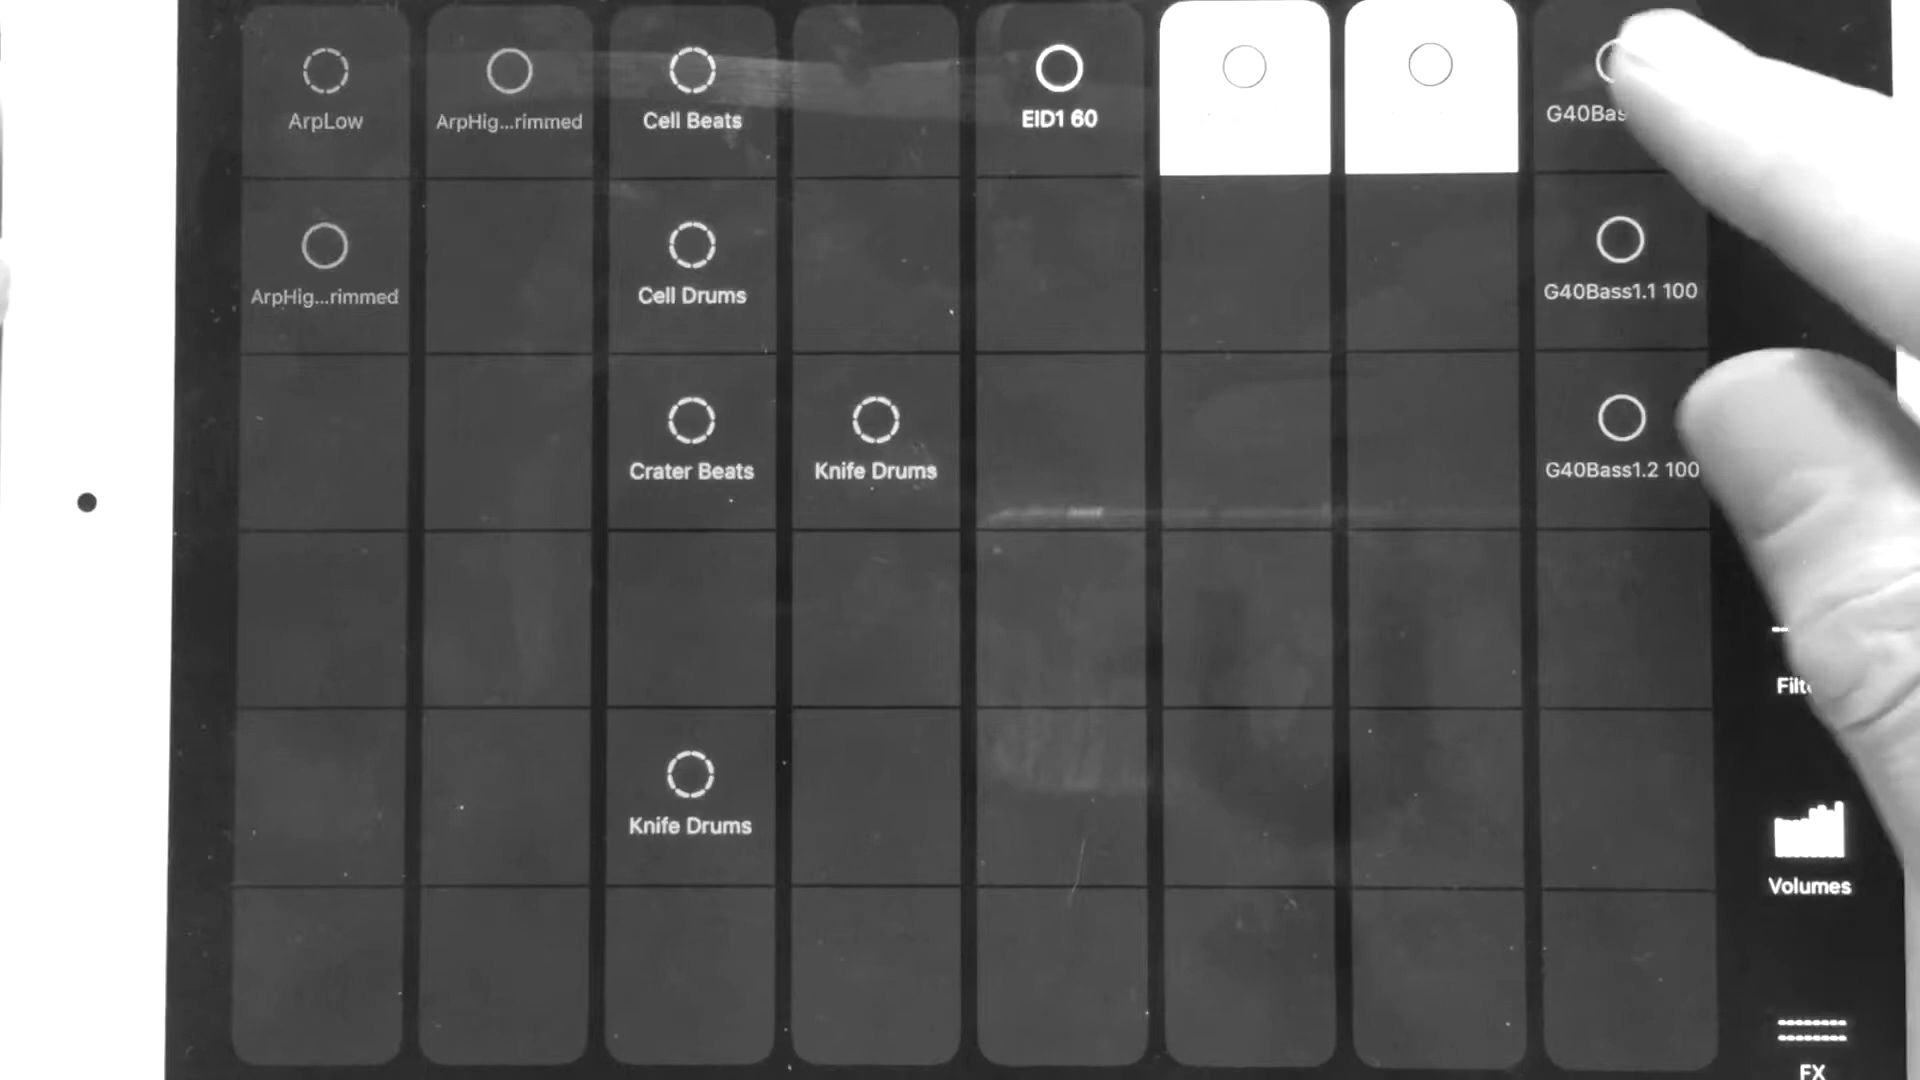 ArpLow
ArpHig...rimmed
Cell Beats
EID1 60
G40Bas
ArpHig...rimmed
Cell Drums
G40Bass1.1 100
Crater Beats
Knife Drums
G40Bass1.2 100
Filt
Knife Drums
Volumes
FX